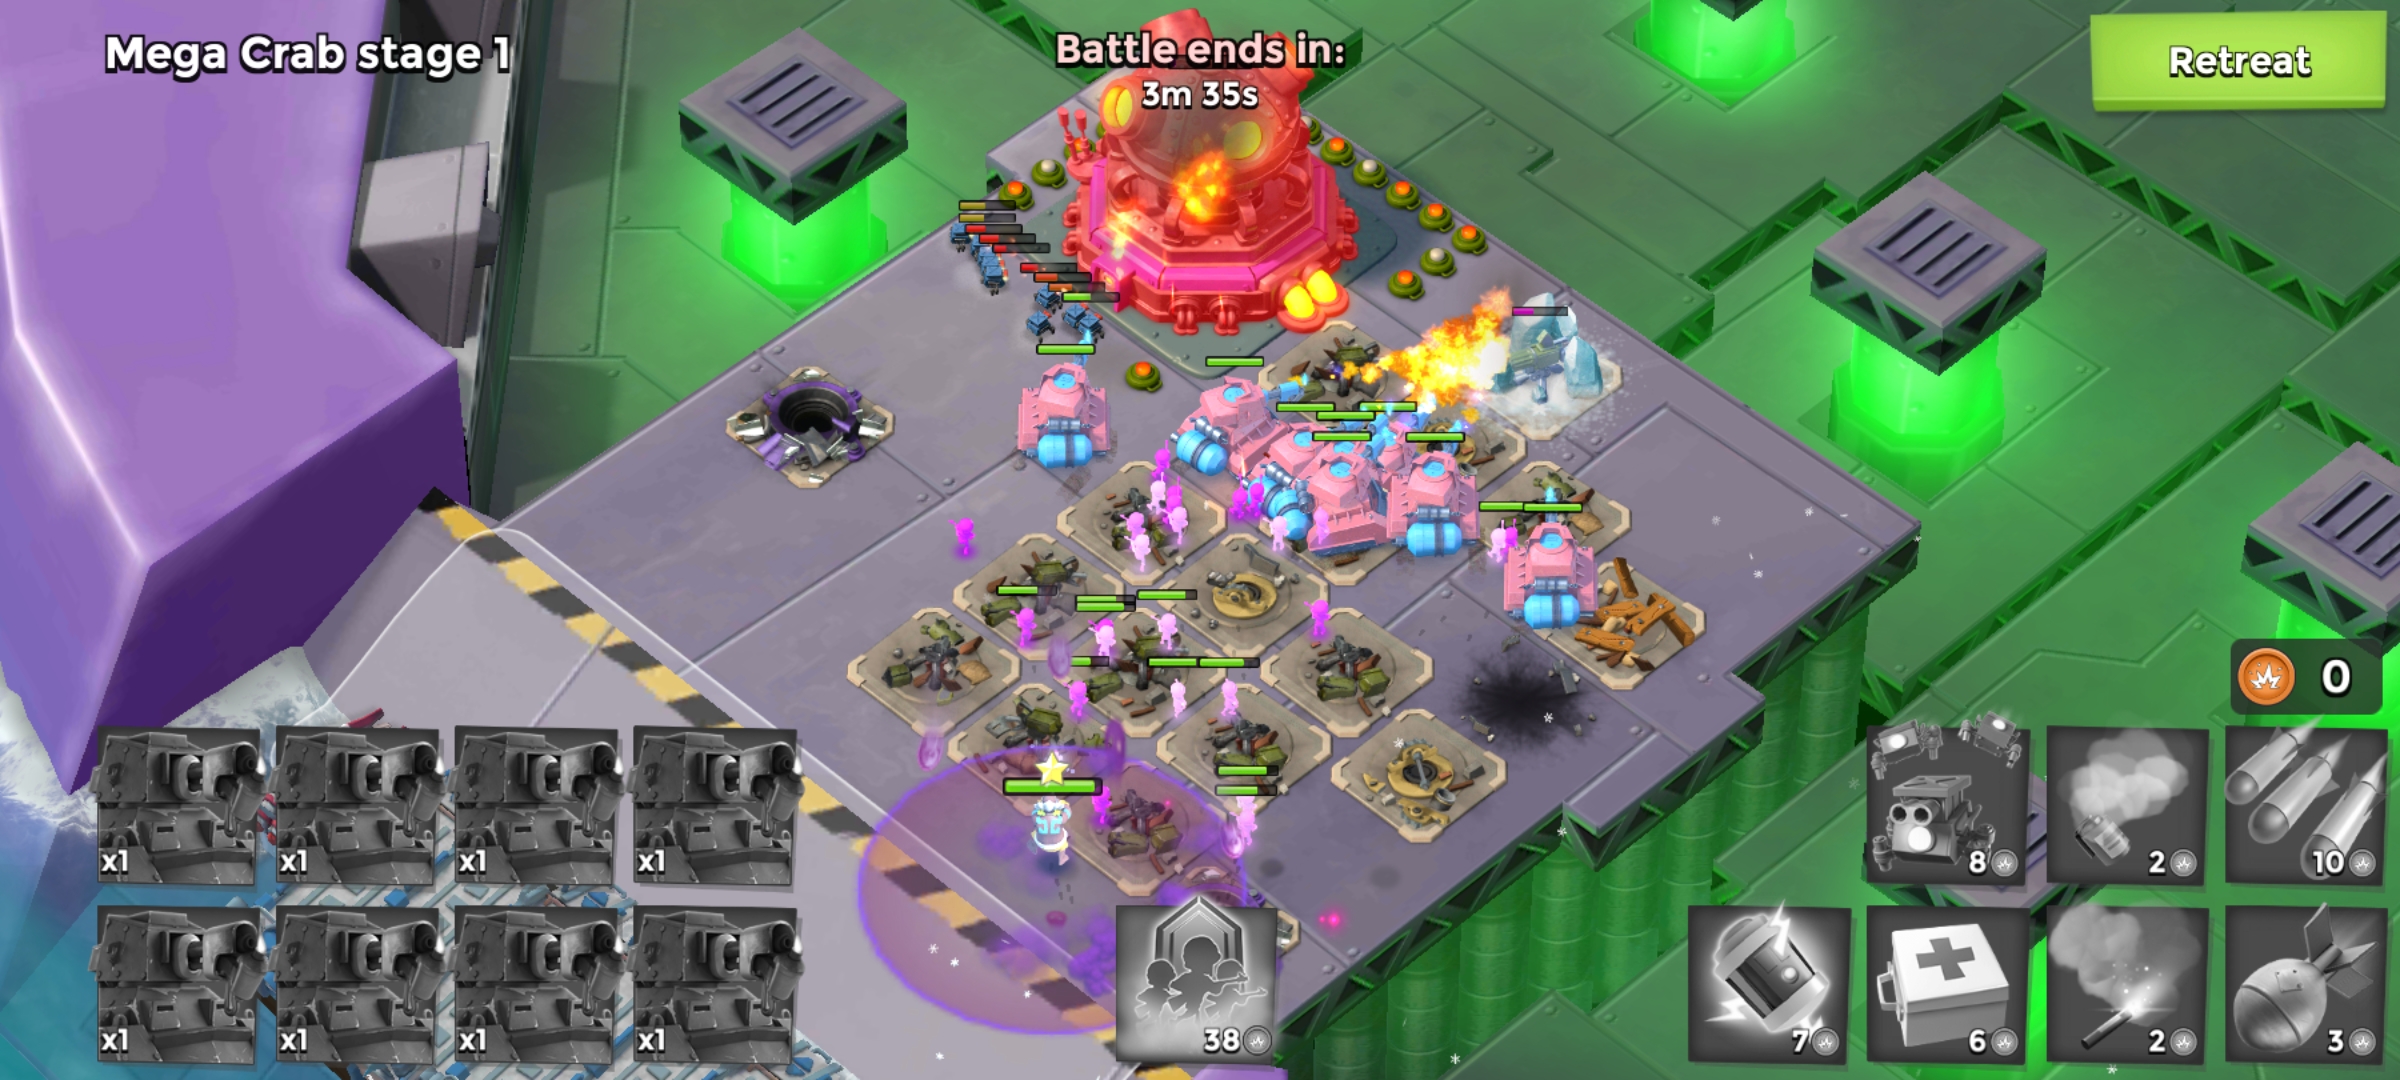 Mega Crab stage 1
Battle ends in:
3m 35s
Retreat
0
x1
x1
x1
x1
8
2
10
x1
x1
x1
x1
38
7
6
2
3